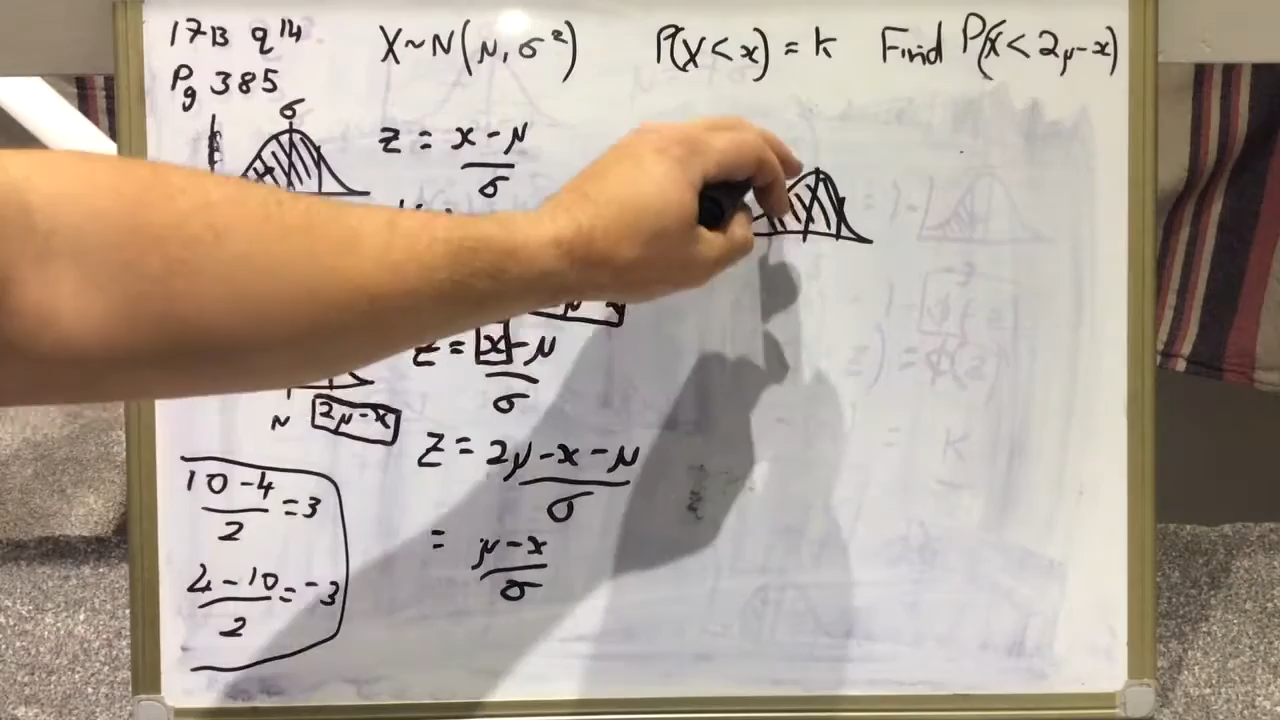 17B q14
Pg 385
X~N(μ, σ²)
P(X < x) = k
Find P(X < 2μ-x)
σ
z = x - μ
σ
z = x - μ
σ
μ
2μ-x
z = 2μ - x - μ
σ
= μ - x
σ
10 - 4 = 3
2
4 - 10 = -3
2